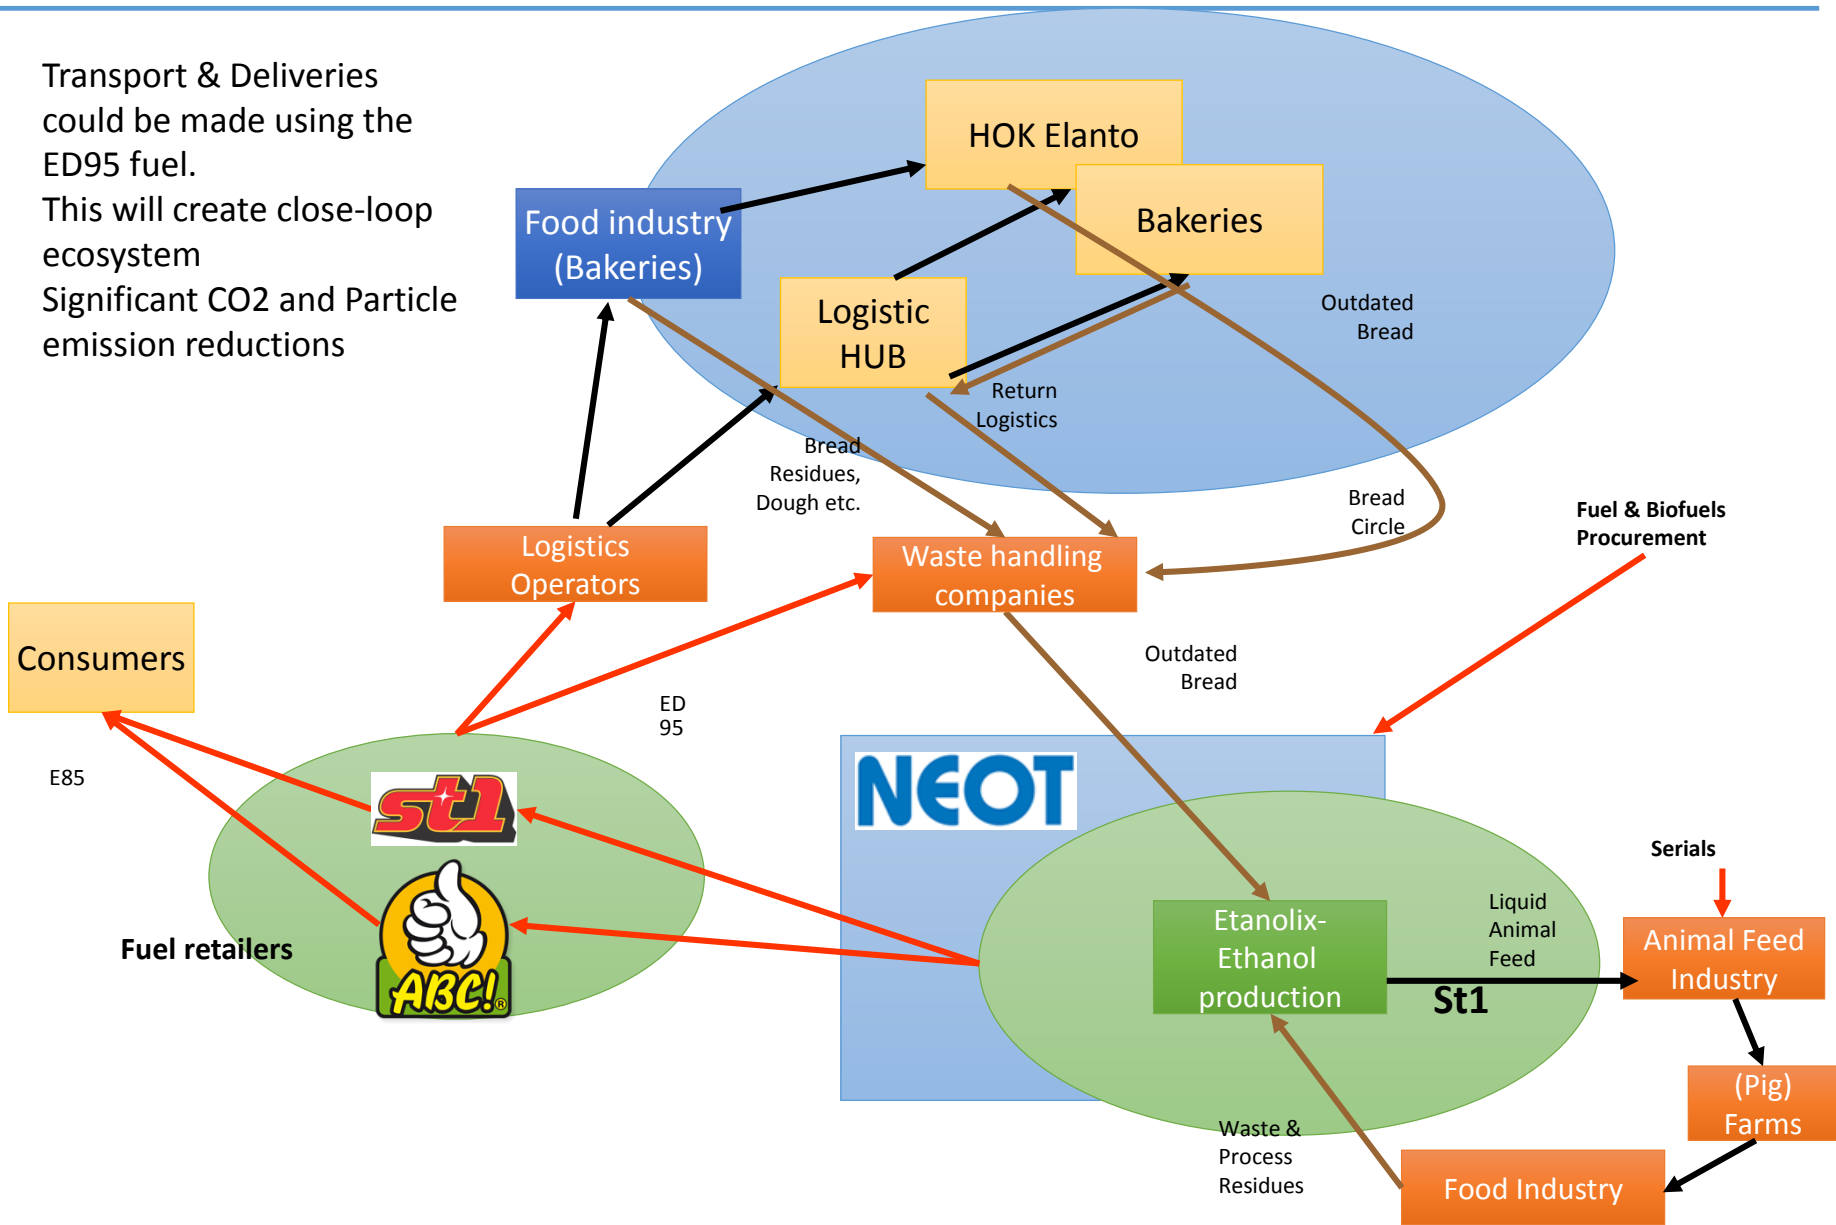 Transport & Deliveries
could be made using the
ED95 fuel.
This will create close-loop
ecosystem
Significant CO2 and Particle
emission reductions
HOK Elanto
Bakeries
Food industry
(Bakeries)
Logistic
HUB
Outdated
Bread
Return
Logistics
Bread
Residues,
Dough etc.
Bread
Circle
Fuel & Biofuels
Procurement
Logistics
Operators
Waste handling
companies
Consumers
Outdated
Bread
ED
95
E85
st1
NEOT
Fuel retailers
ABC!®
Serials
Liquid
Animal
Feed
Etanolix-
Ethanol
production
St1
Animal Feed
Industry
(Pig)
Farms
Waste &
Process
Residues
Food Industry